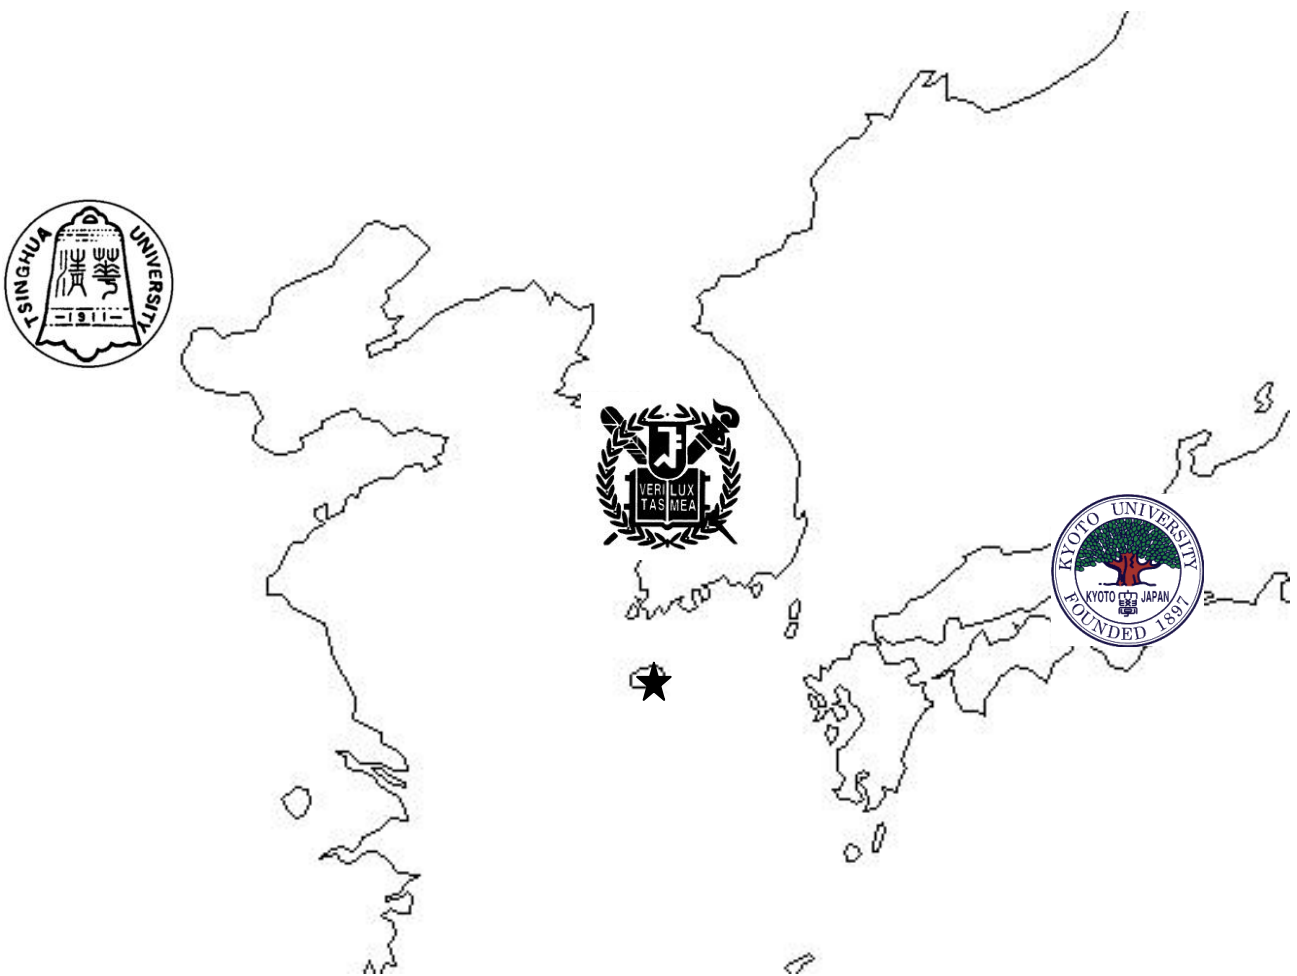 TSINGHUA UNIVERSITY
清 華
-1911-
VERI LUX
TAS MEA
KYOTO UNIVERSITY
KYOTO JAPAN
FOUNDED 1897